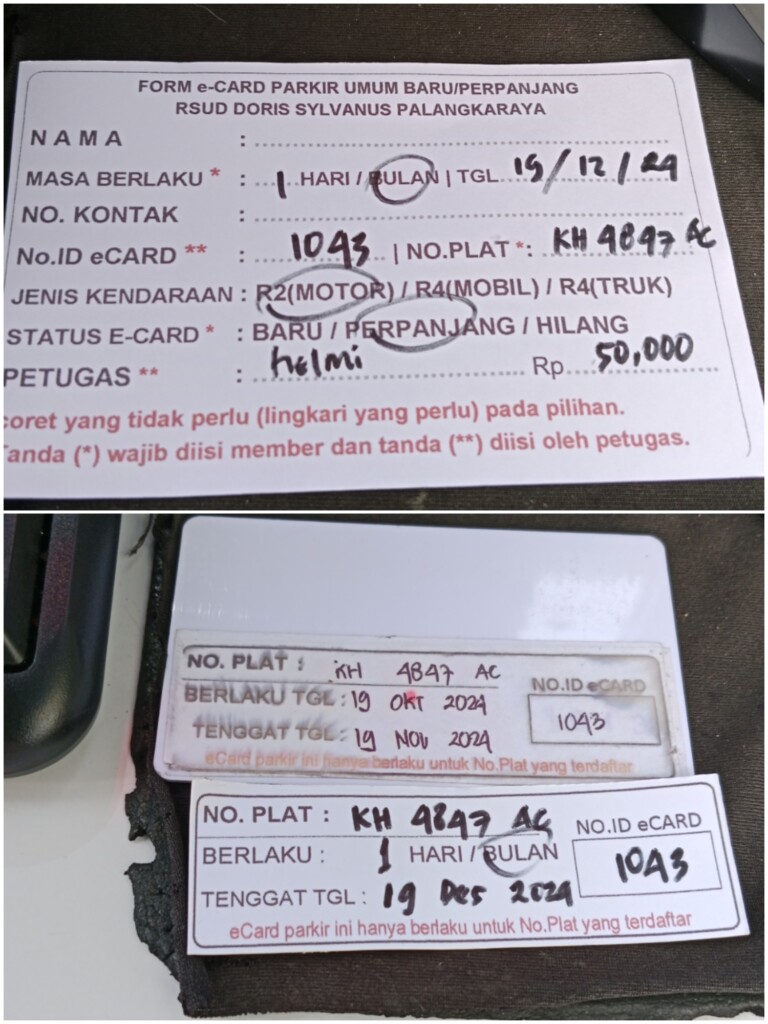 FORM e-CARD PARKIR UMUM BARU/PERPANJANG
RSUD DORIS SYLVANUS PALANGKARAYA
NAMA :
MASA BERLAKU * : 1 HARI / BULAN | TGL 19/12/24
NO. KONTAK :
No.ID eCARD ** : 1043 | NO.PLAT *: KH 4847 AC
JENIS KENDARAAN : R2(MOTOR) / R4(MOBIL) / R4(TRUK)
STATUS E-CARD * : BARU / PERPANJANG / HILANG
PETUGAS ** : helmi Rp 50,000
coret yang tidak perlu (lingkari yang perlu) pada pilihan.
Tanda (*) wajib diisi member dan tanda (**) diisi oleh petugas.
NO. PLAT : KH 4847 AC
NO.ID eCARD
BERLAKU TGL : 19 OKT 2024
1043
TENGGAT TGL : 19 NOV 2024
eCard parkir ini hanya berlaku untuk No.Plat yang terdaftar
NO. PLAT : KH 4847 AC
NO.ID eCARD
BERLAKU : 1 HARI / BULAN
1043
TENGGAT TGL : 19 Des 2024
eCard parkir ini hanya berlaku untuk No.Plat yang terdaftar